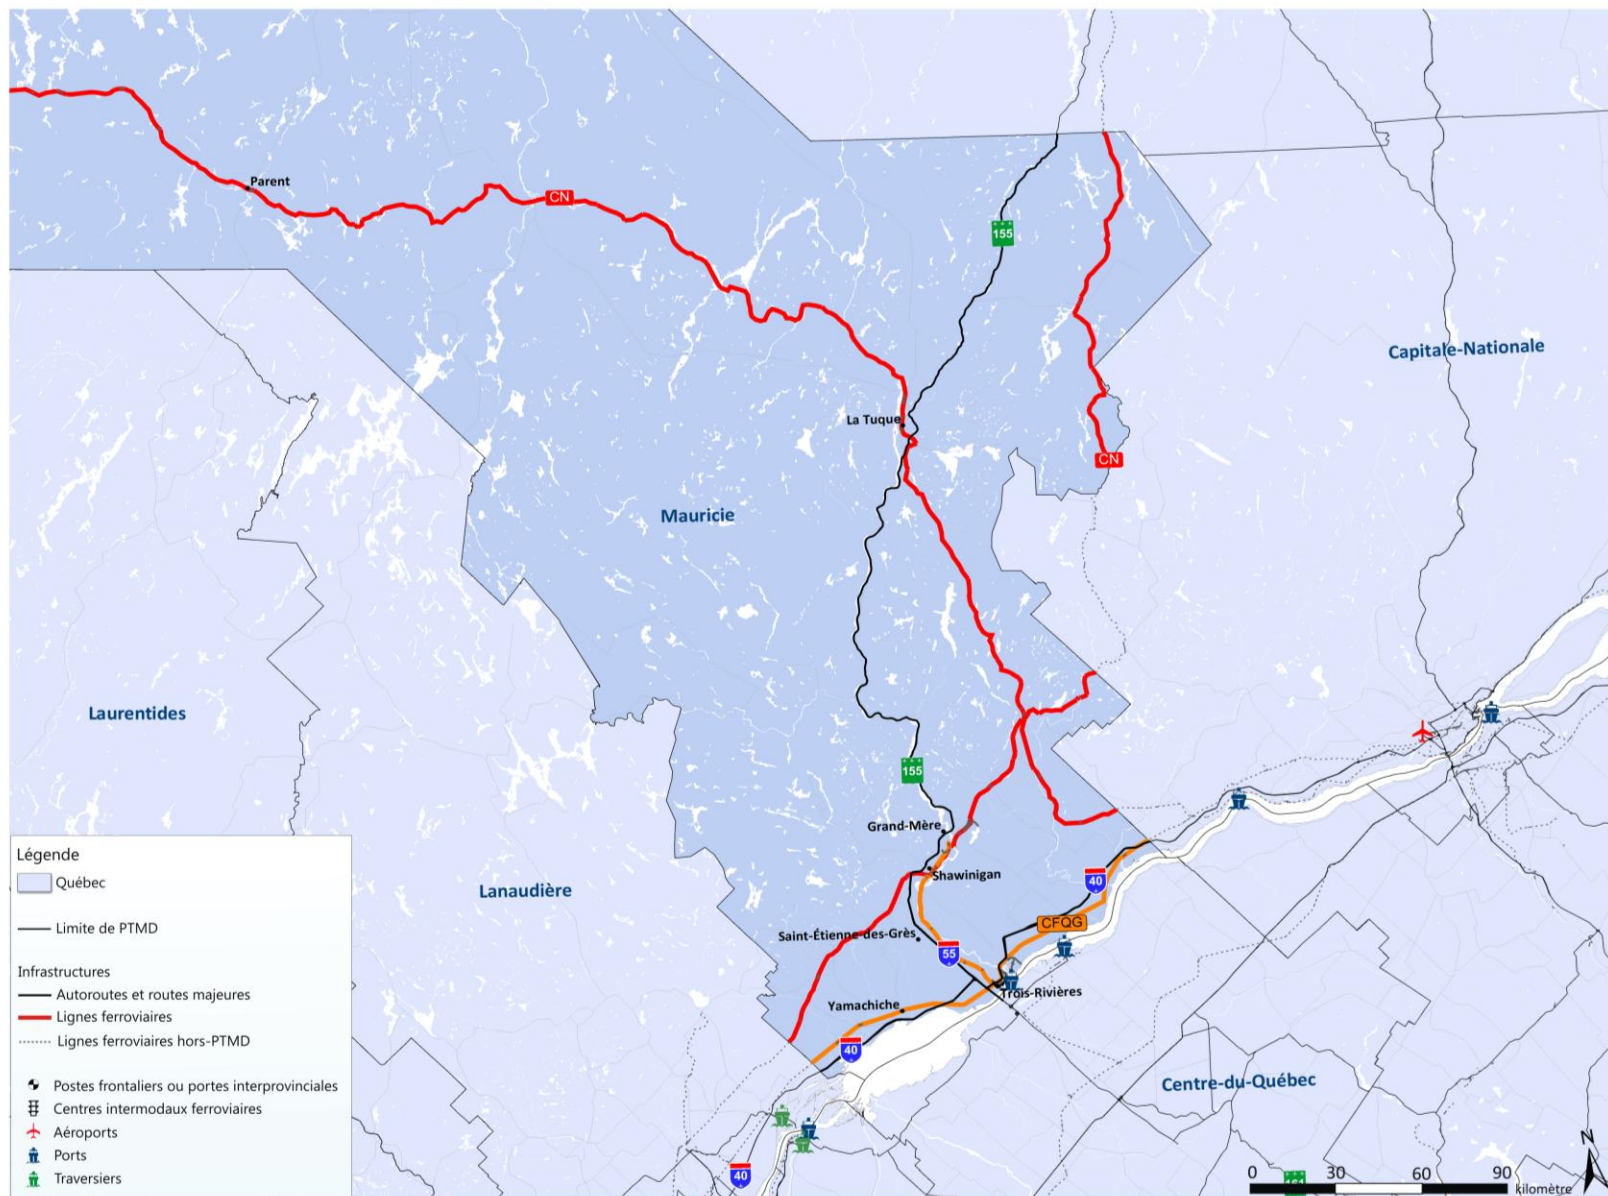 Parent
CN
155
Capitale-Nationale
La Tuque
CN
Mauricie
Laurentides
155
Grand-Mère
Shawinigan
Lanaudière
40
CFQG
Saint-Étienne-des-Grès
55
Trois-Rivières
Yamachiche
40
Centre-du-Québec
40
Légende
Québec
Limite de PTMD
Infrastructures
Autoroutes et routes majeures
Lignes ferroviaires
Lignes ferroviaires hors-PTMD
Postes frontaliers ou portes interprovinciales
Centres intermodaux ferroviaires
Aéroports
Ports
Traversiers
N
0 30 60 90
kilomètre